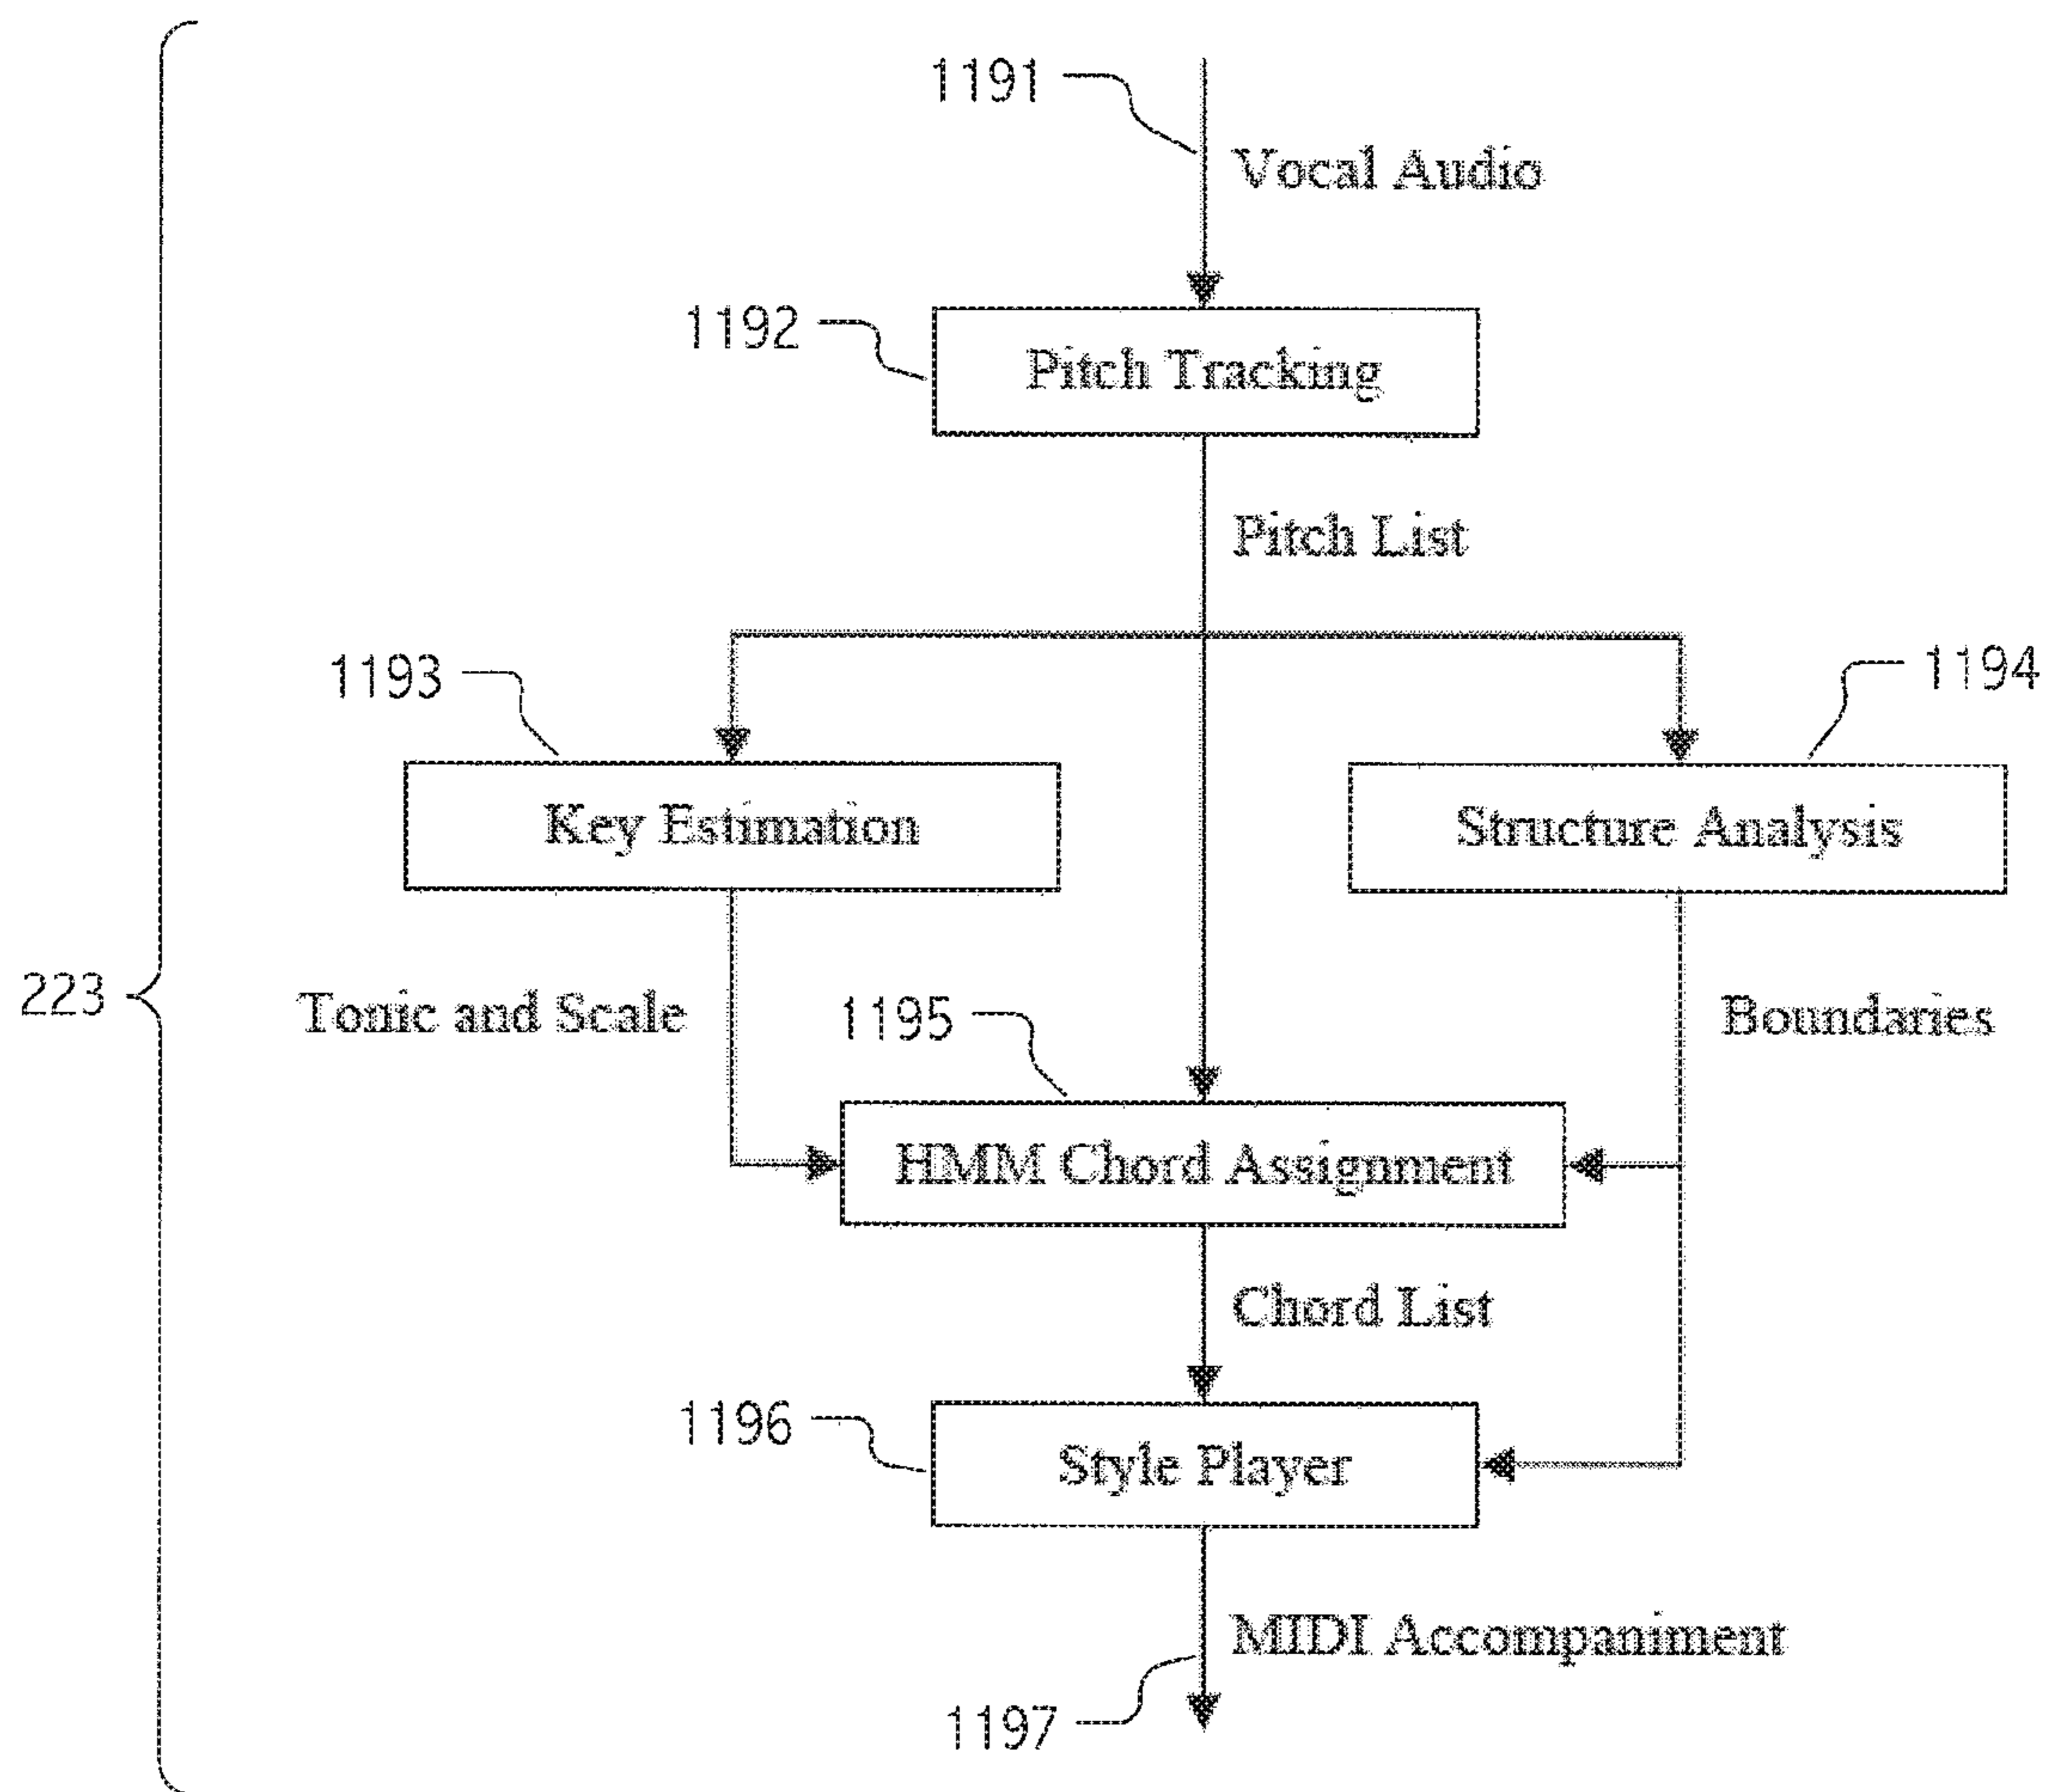 1191
Vocal Audio
1192
Pitch Tracking
Pitch List
1193
1194
Key Estimation
Structure Analysis
223
Tonic and Scale
1195
Boundaries
HMM Chord Assignment
Chord List
1196
Style Player
MIDI Accompaniment
1197